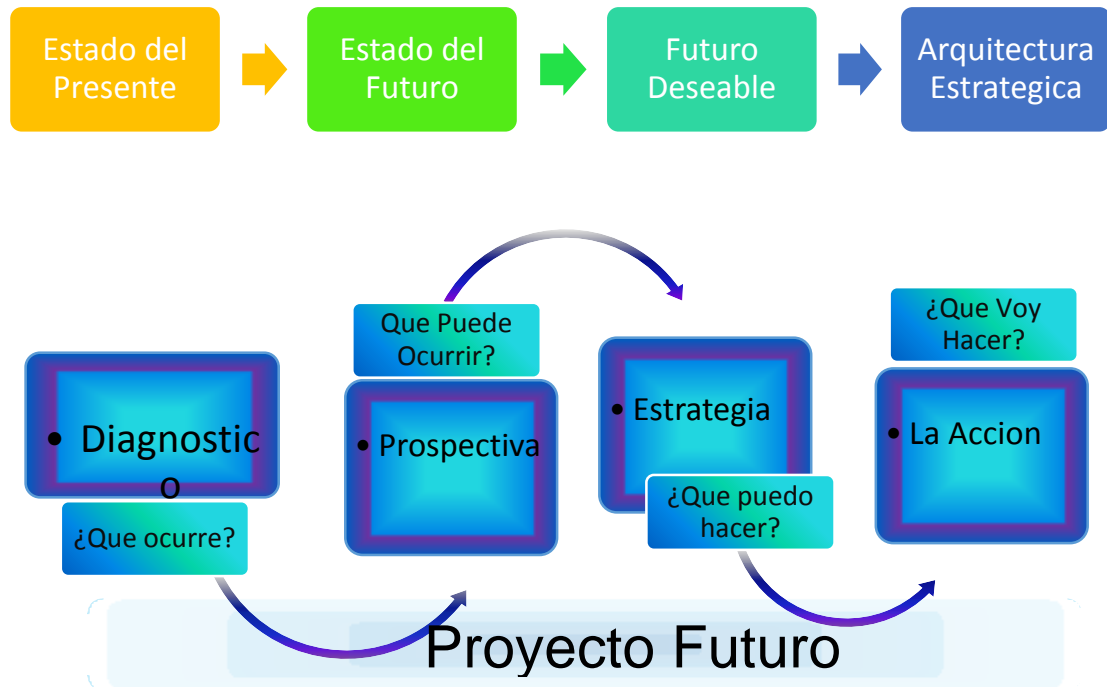 Estado del
Presente
Estado del
Futuro
Futuro
Deseable
Arquitectura
Estrategica
• Diagnostic
o
¿Que ocurre?
Que Puede
Ocurrir?
• Prospectiva
• Estrategia
¿Que puedo
hacer?
¿Que Voy
Hacer?
• La Accion
Proyecto Futuro